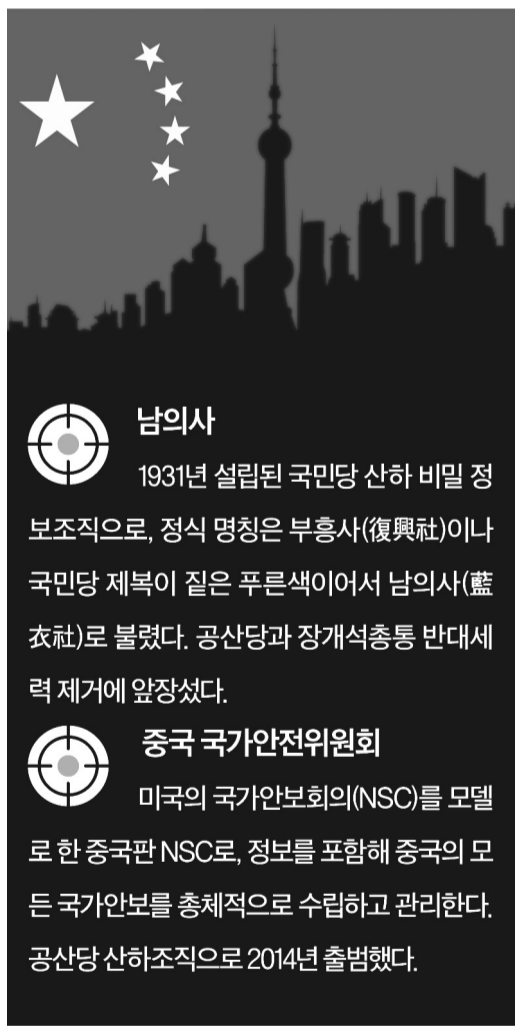 남의사
1931년 설립된 국민당 산하 비밀 정
보조직으로, 정식 명칭은 부흥사(復興社)이나
국민당 제복이 짙은 푸른색이어서 남의사(藍
衣社)로 불렸다. 공산당과 장개석총통 반대세
력 제거에 앞장섰다.
중국 국가안전위원회
미국의 국가안보회의(NSC)를 모델
로 한 중국판 NSC로, 정보를 포함해 중국의 모
든 국가안보를 총체적으로 수립하고 관리한다.
공산당 산하조직으로 2014년 출범했다.